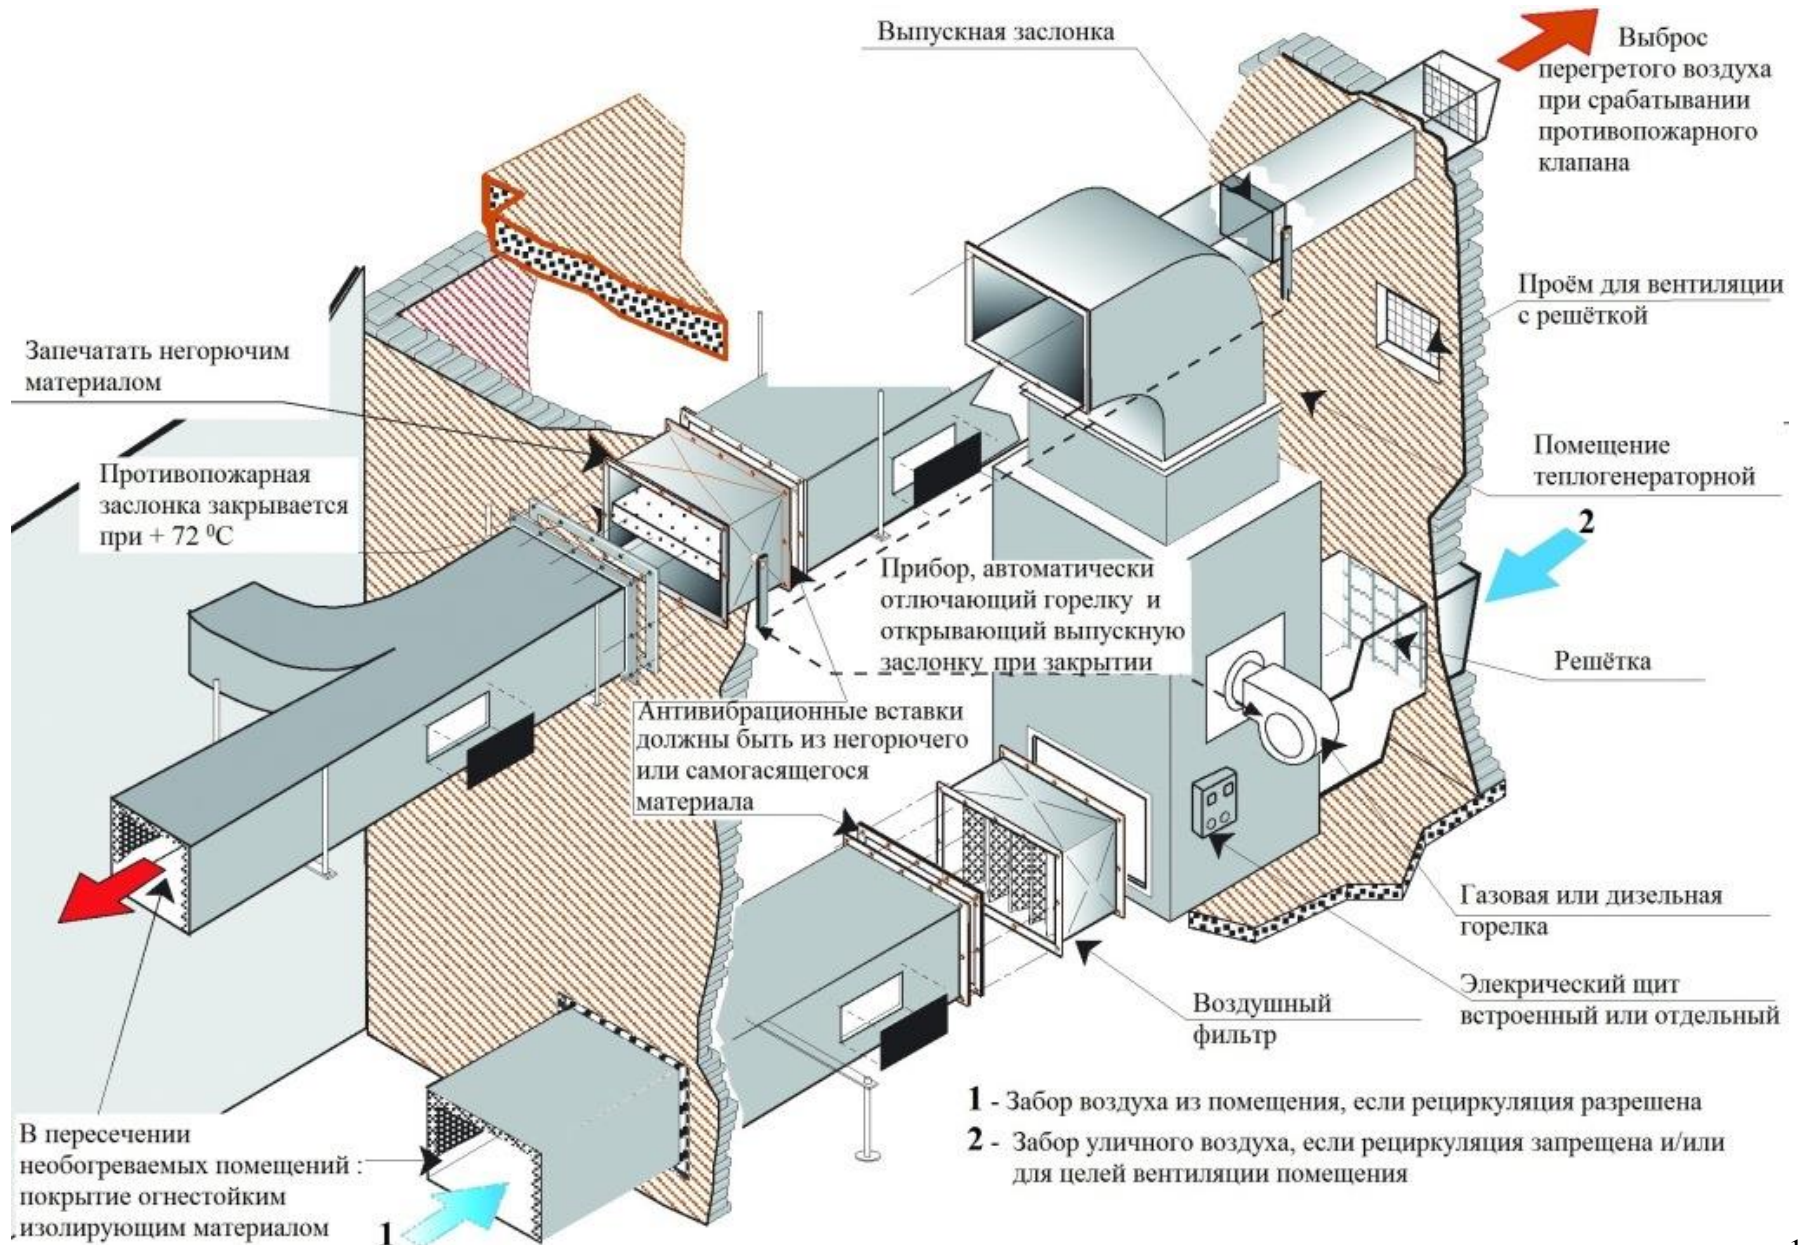 Выпускная заслонка
Выброс
перегретого воздуха
при срабатывании
противопожарного
клапана
Проём для вентиляции
с решёткой
Запечатать негорючим
материалом
Помещение
теплогенераторной
Противопожарная
заслонка закрывается
при + 72 ⁰С
2
Прибор, автоматически
отлючающий горелку и
открывающий выпускную
заслонку при закрытии
Решётка
Антивибрационные вставки
должны быть из негорючего
или самогасящегося
материала
Газовая или дизельная
горелка
Элекрический щит
встроенный или отдельный
Воздушный
фильтр
1 - Забор воздуха из помещения, если рециркуляция разрешена
2 - Забор уличного воздуха, если рециркуляция запрещена и/или
для целей вентиляции помещения
В пересечении
необогреваемых помещений :
покрытие огнестойким
изолирующим материалом
1
1